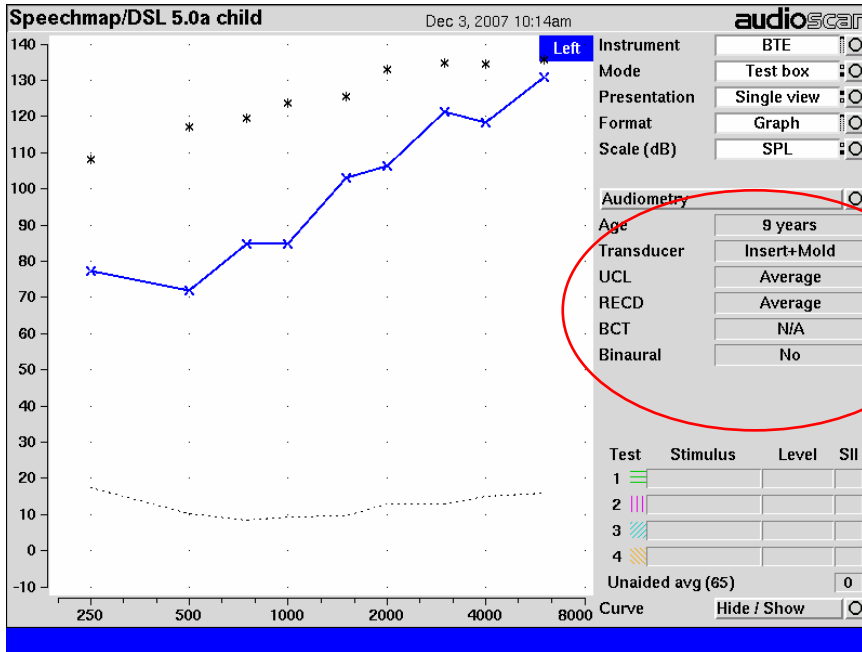 Speechmap/DSL 5.0a child Dec 3, 2007 10:14am audioscan
Left
140
130
120
110
100
90
80
70
60
50
40
30
20
10
0
-10
250 500 1000 2000 4000 8000
Instrument BTE
Mode Test box
Presentation Single view
Format Graph
Scale (dB) SPL
Audiometry
Age 9 years
Transducer Insert+Mold
UCL Average
RECD Average
BCT N/A
Binaural No
Test Stimulus Level SII
1
2
3
4
Unaided avg (65) 0
Curve Hide / Show